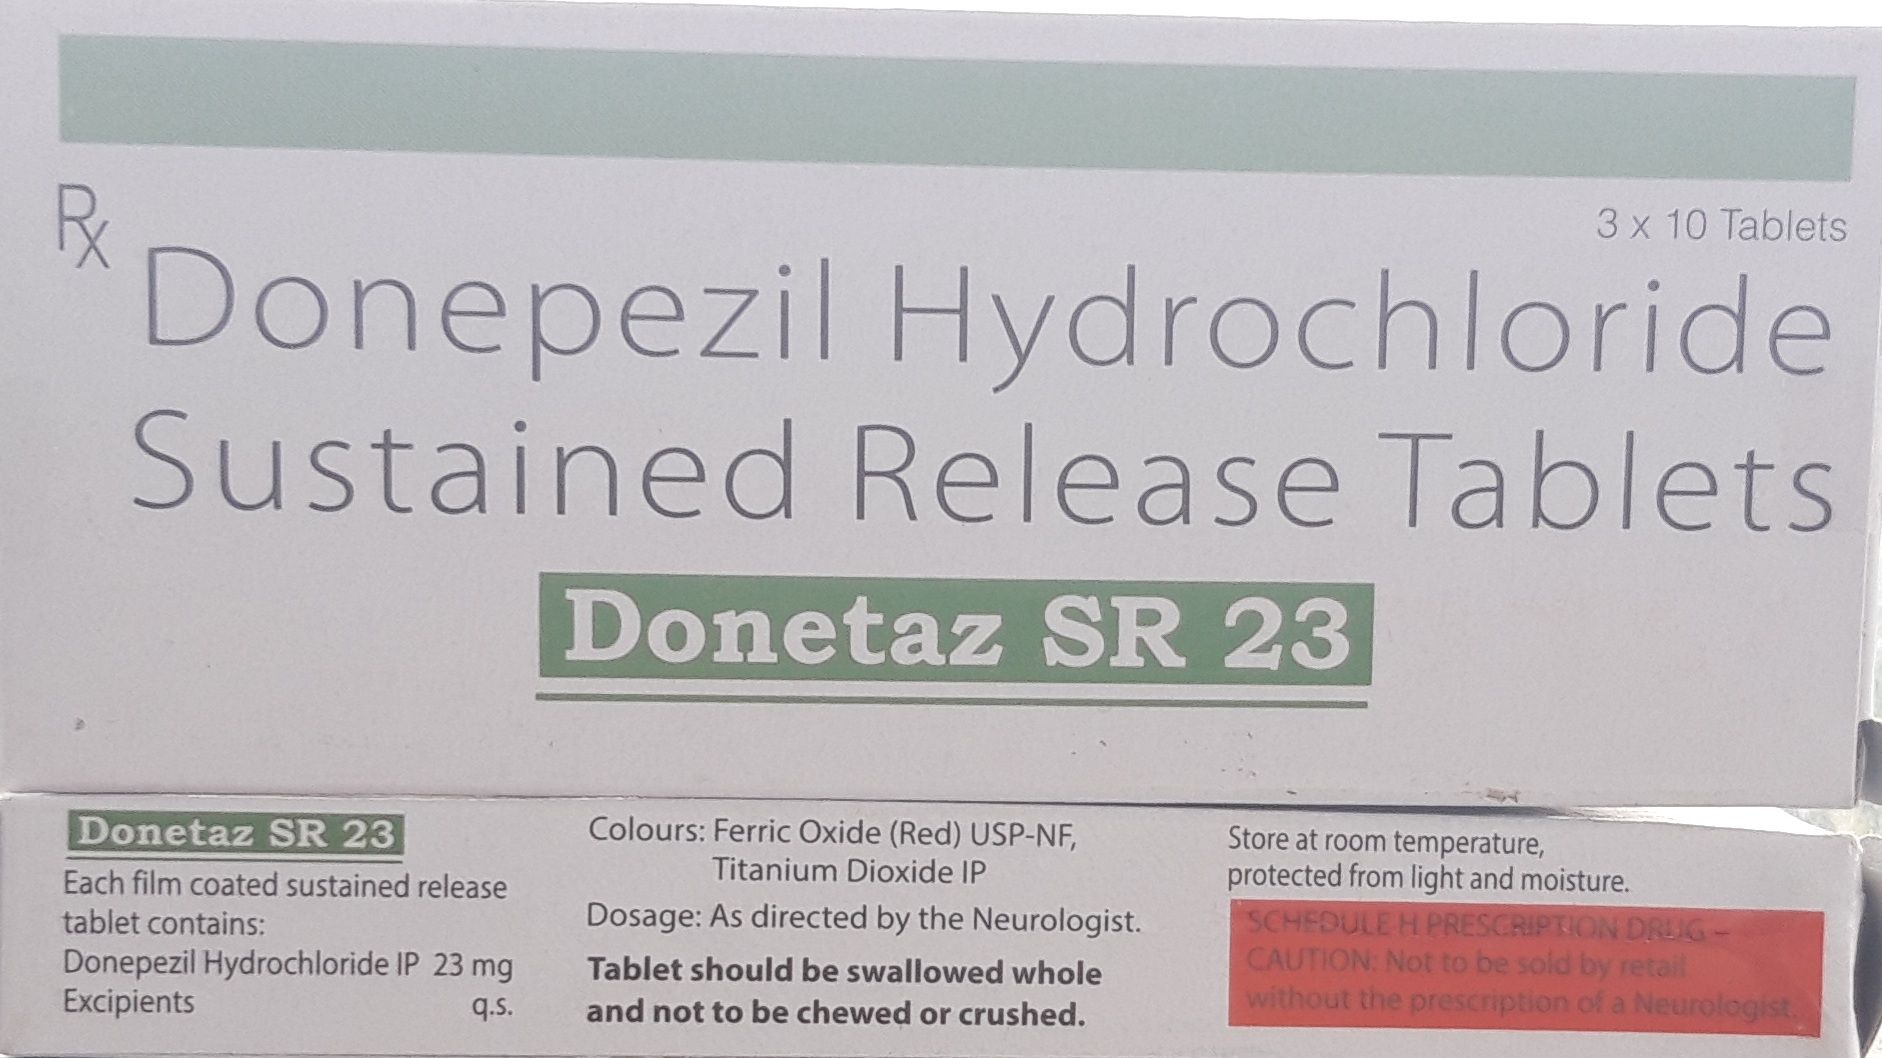 Rx
3 x 10 Tablets
Donepezil Hydrochloride
Sustained Release Tablets
Donetaz SR 23
Donetaz SR 23
Each film coated sustained release
tablet contains:
Donepezil Hydrochloride IP 23 mg
Excipients q.s.
Colours: Ferric Oxide (Red) USP-NF,
Titanium Dioxide IP
Dosage: As directed by the Neurologist.
Tablet should be swallowed whole
and not to be chewed or crushed.
Store at room temperature,
protected from light and moisture.
SCHEDULE H PRESCRIPTION DRUG –
CAUTION: Not to be sold by retail
without the prescription of a Neurologist.